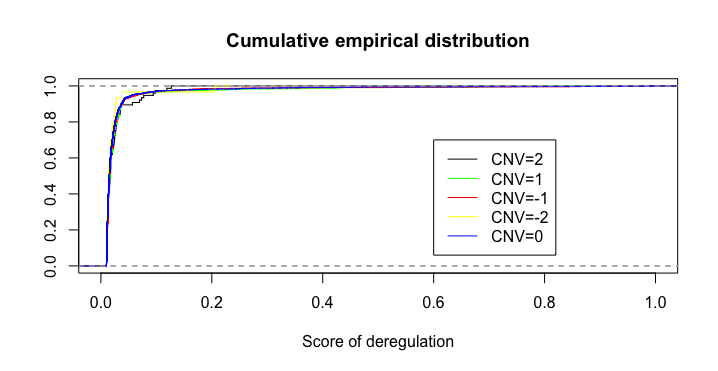 Cumulative empirical distribution
1.0
0.8
0.6
0.4
0.2
0.0
CNV=2
CNV=1
CNV=-1
CNV=-2
CNV=0
0.0 0.2 0.4 0.6 0.8 1.0
Score of deregulation